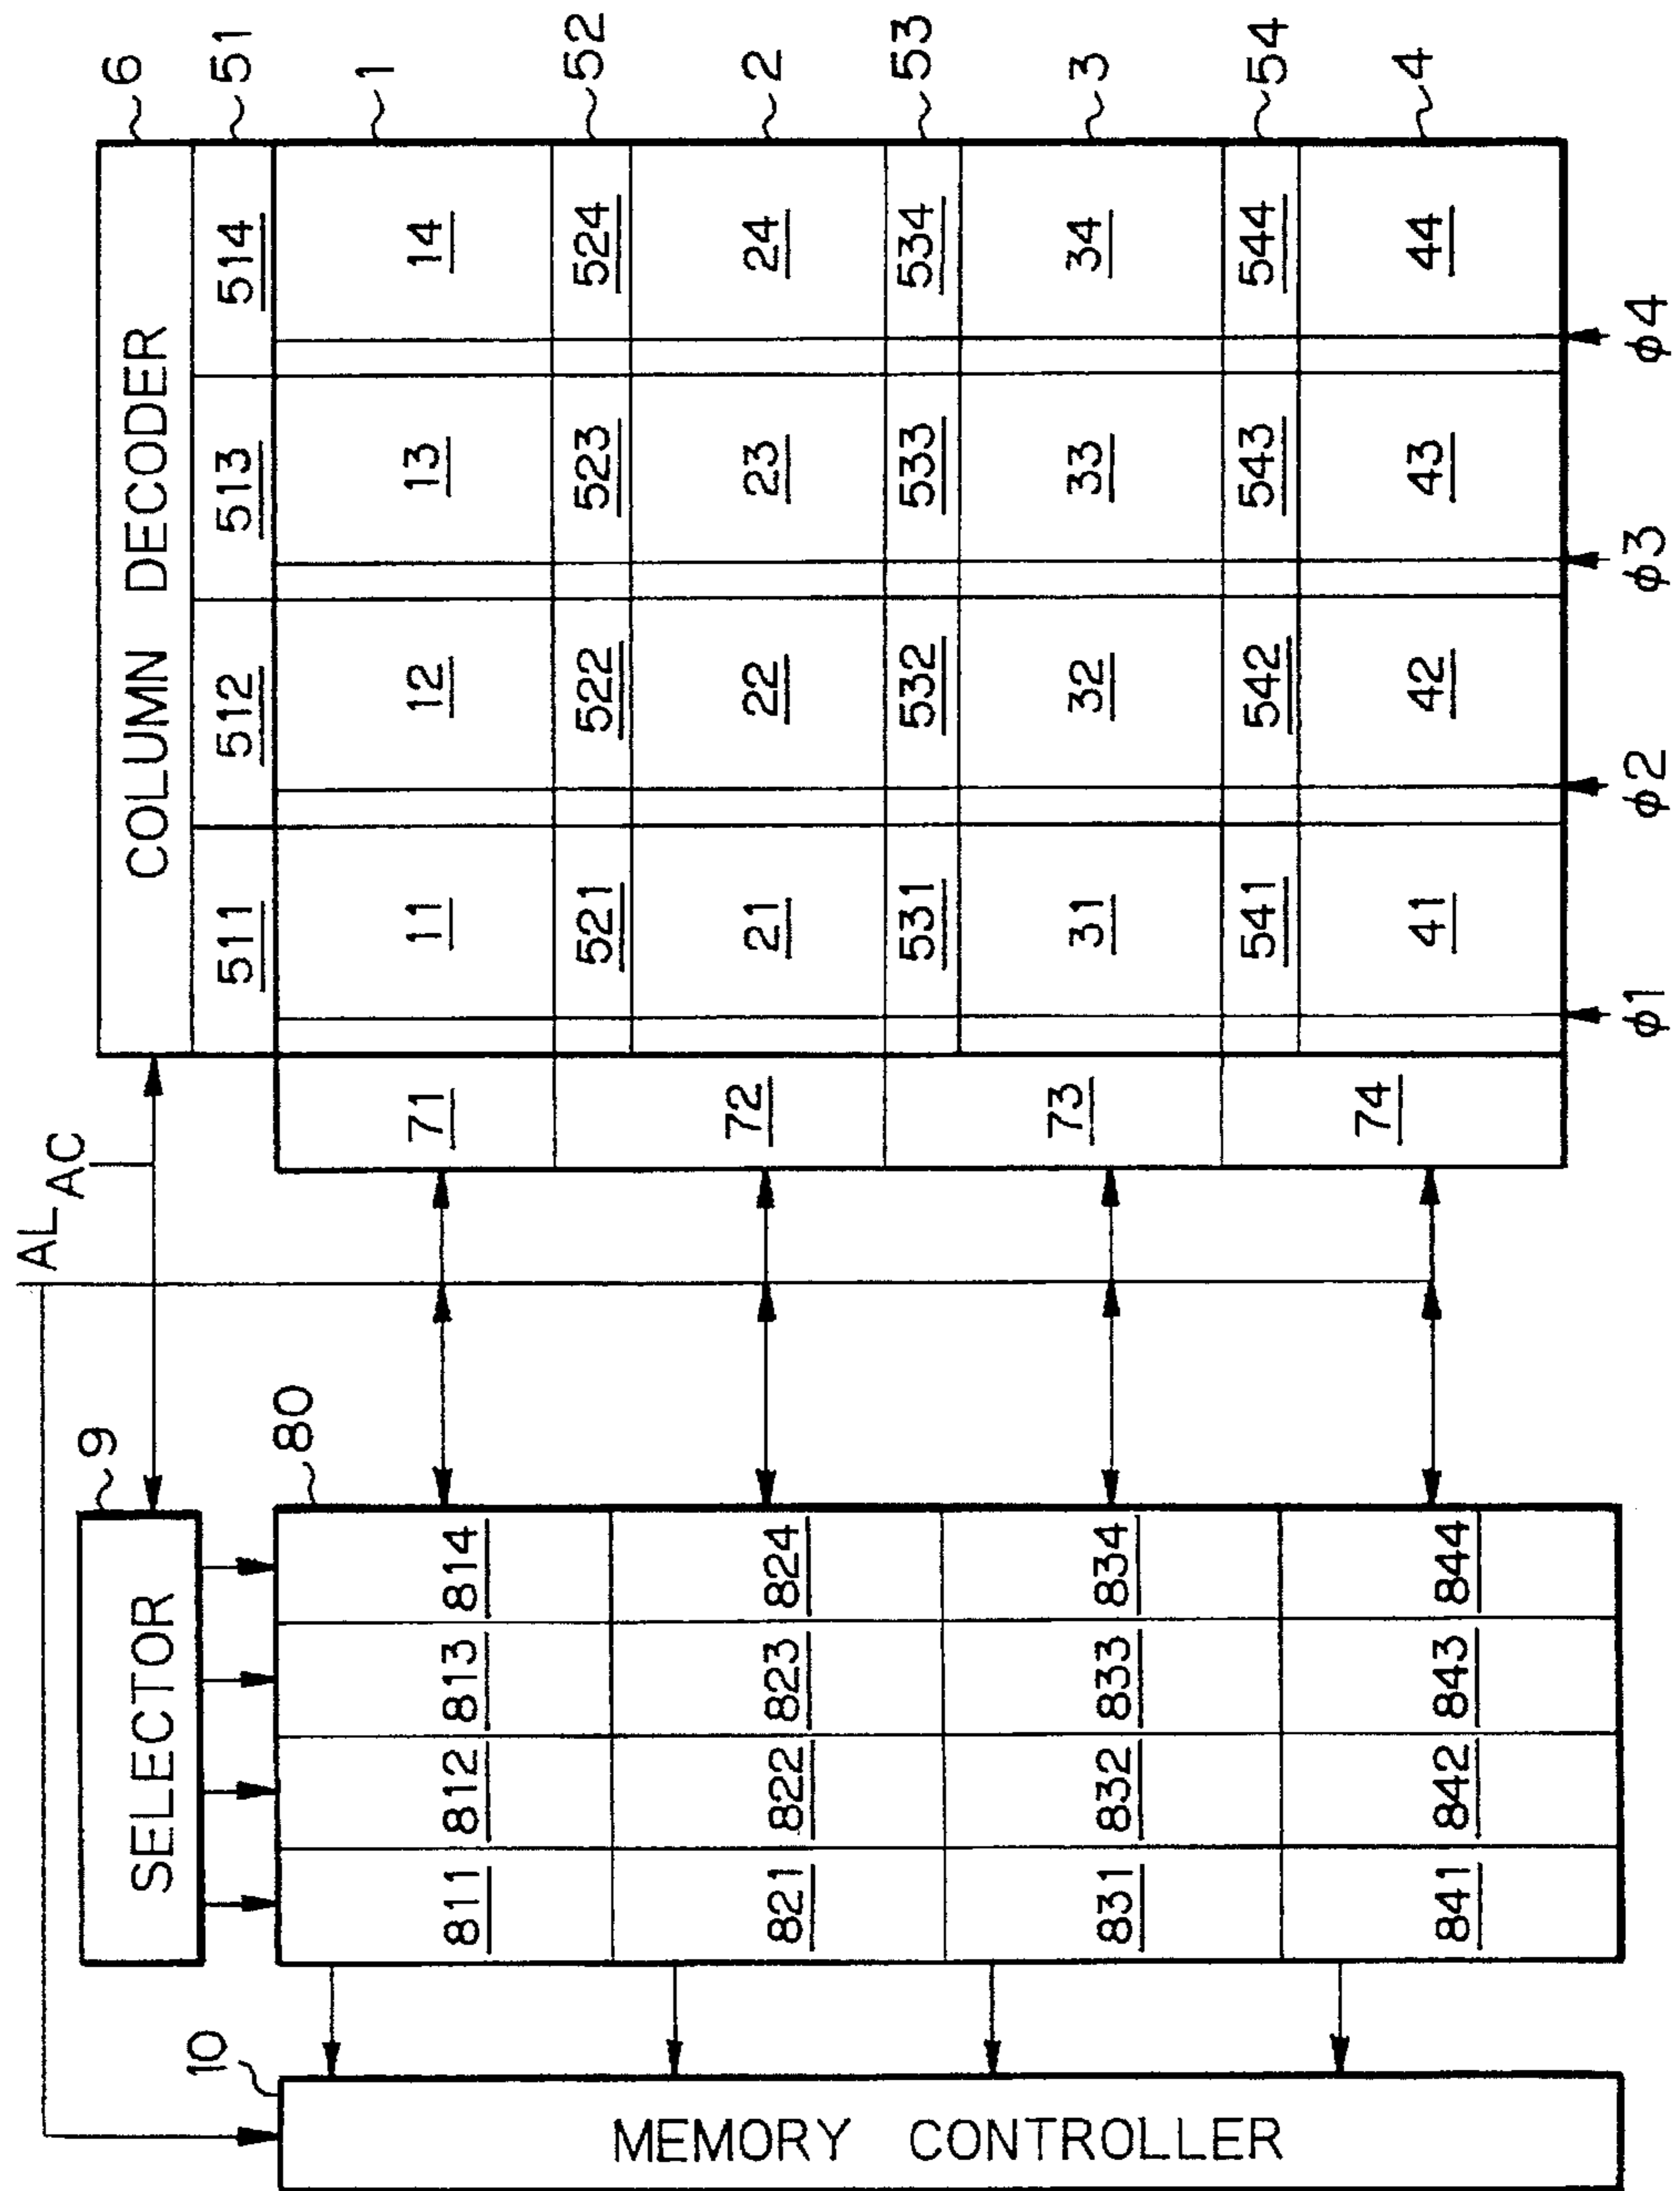 AL
AC
9
SELECTOR
COLUMN DECODER
6
511 512 513 514
51
10
80
MEMORY CONTROLLER
811 812 813 814
71
11 12 13 14
1
521 522 523 524
52
821 822 823 824
72
21 22 23 24
2
531 532 533 534
53
831 832 833 834
73
31 32 33 34
3
541 542 543 544
54
841 842 843 844
74
41 42 43 44
4
φ1 φ2 φ3 φ4